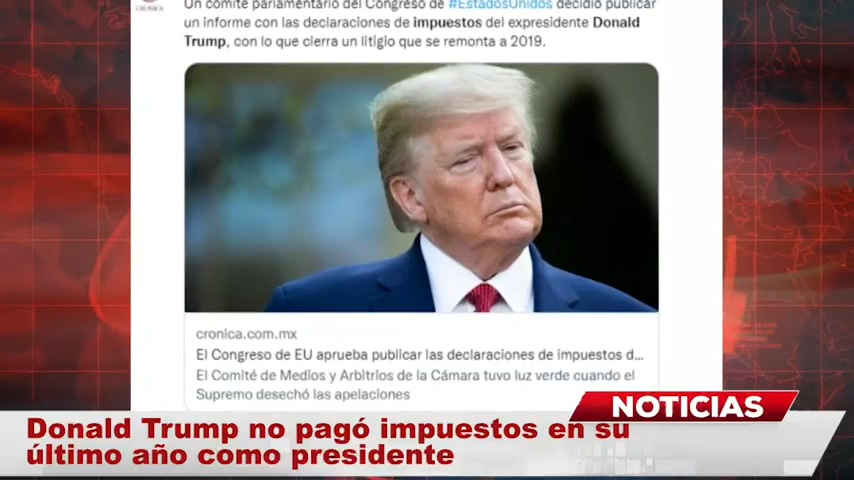 CRONICA
Un comité parlamentario del Congreso de #EstadosUnidos decidió publicar
un informe con las declaraciones de impuestos del expresidente Donald
Trump, con lo que cierra un litigio que se remonta a 2019.
cronica.com.mx
El Congreso de EU aprueba publicar las declaraciones de impuestos d...
El Comité de Medios y Arbitrios de la Cámara tuvo luz verde cuando el
Supremo desechó las apelaciones
NOTICIAS
Donald Trump no pagó impuestos en su
último año como presidente